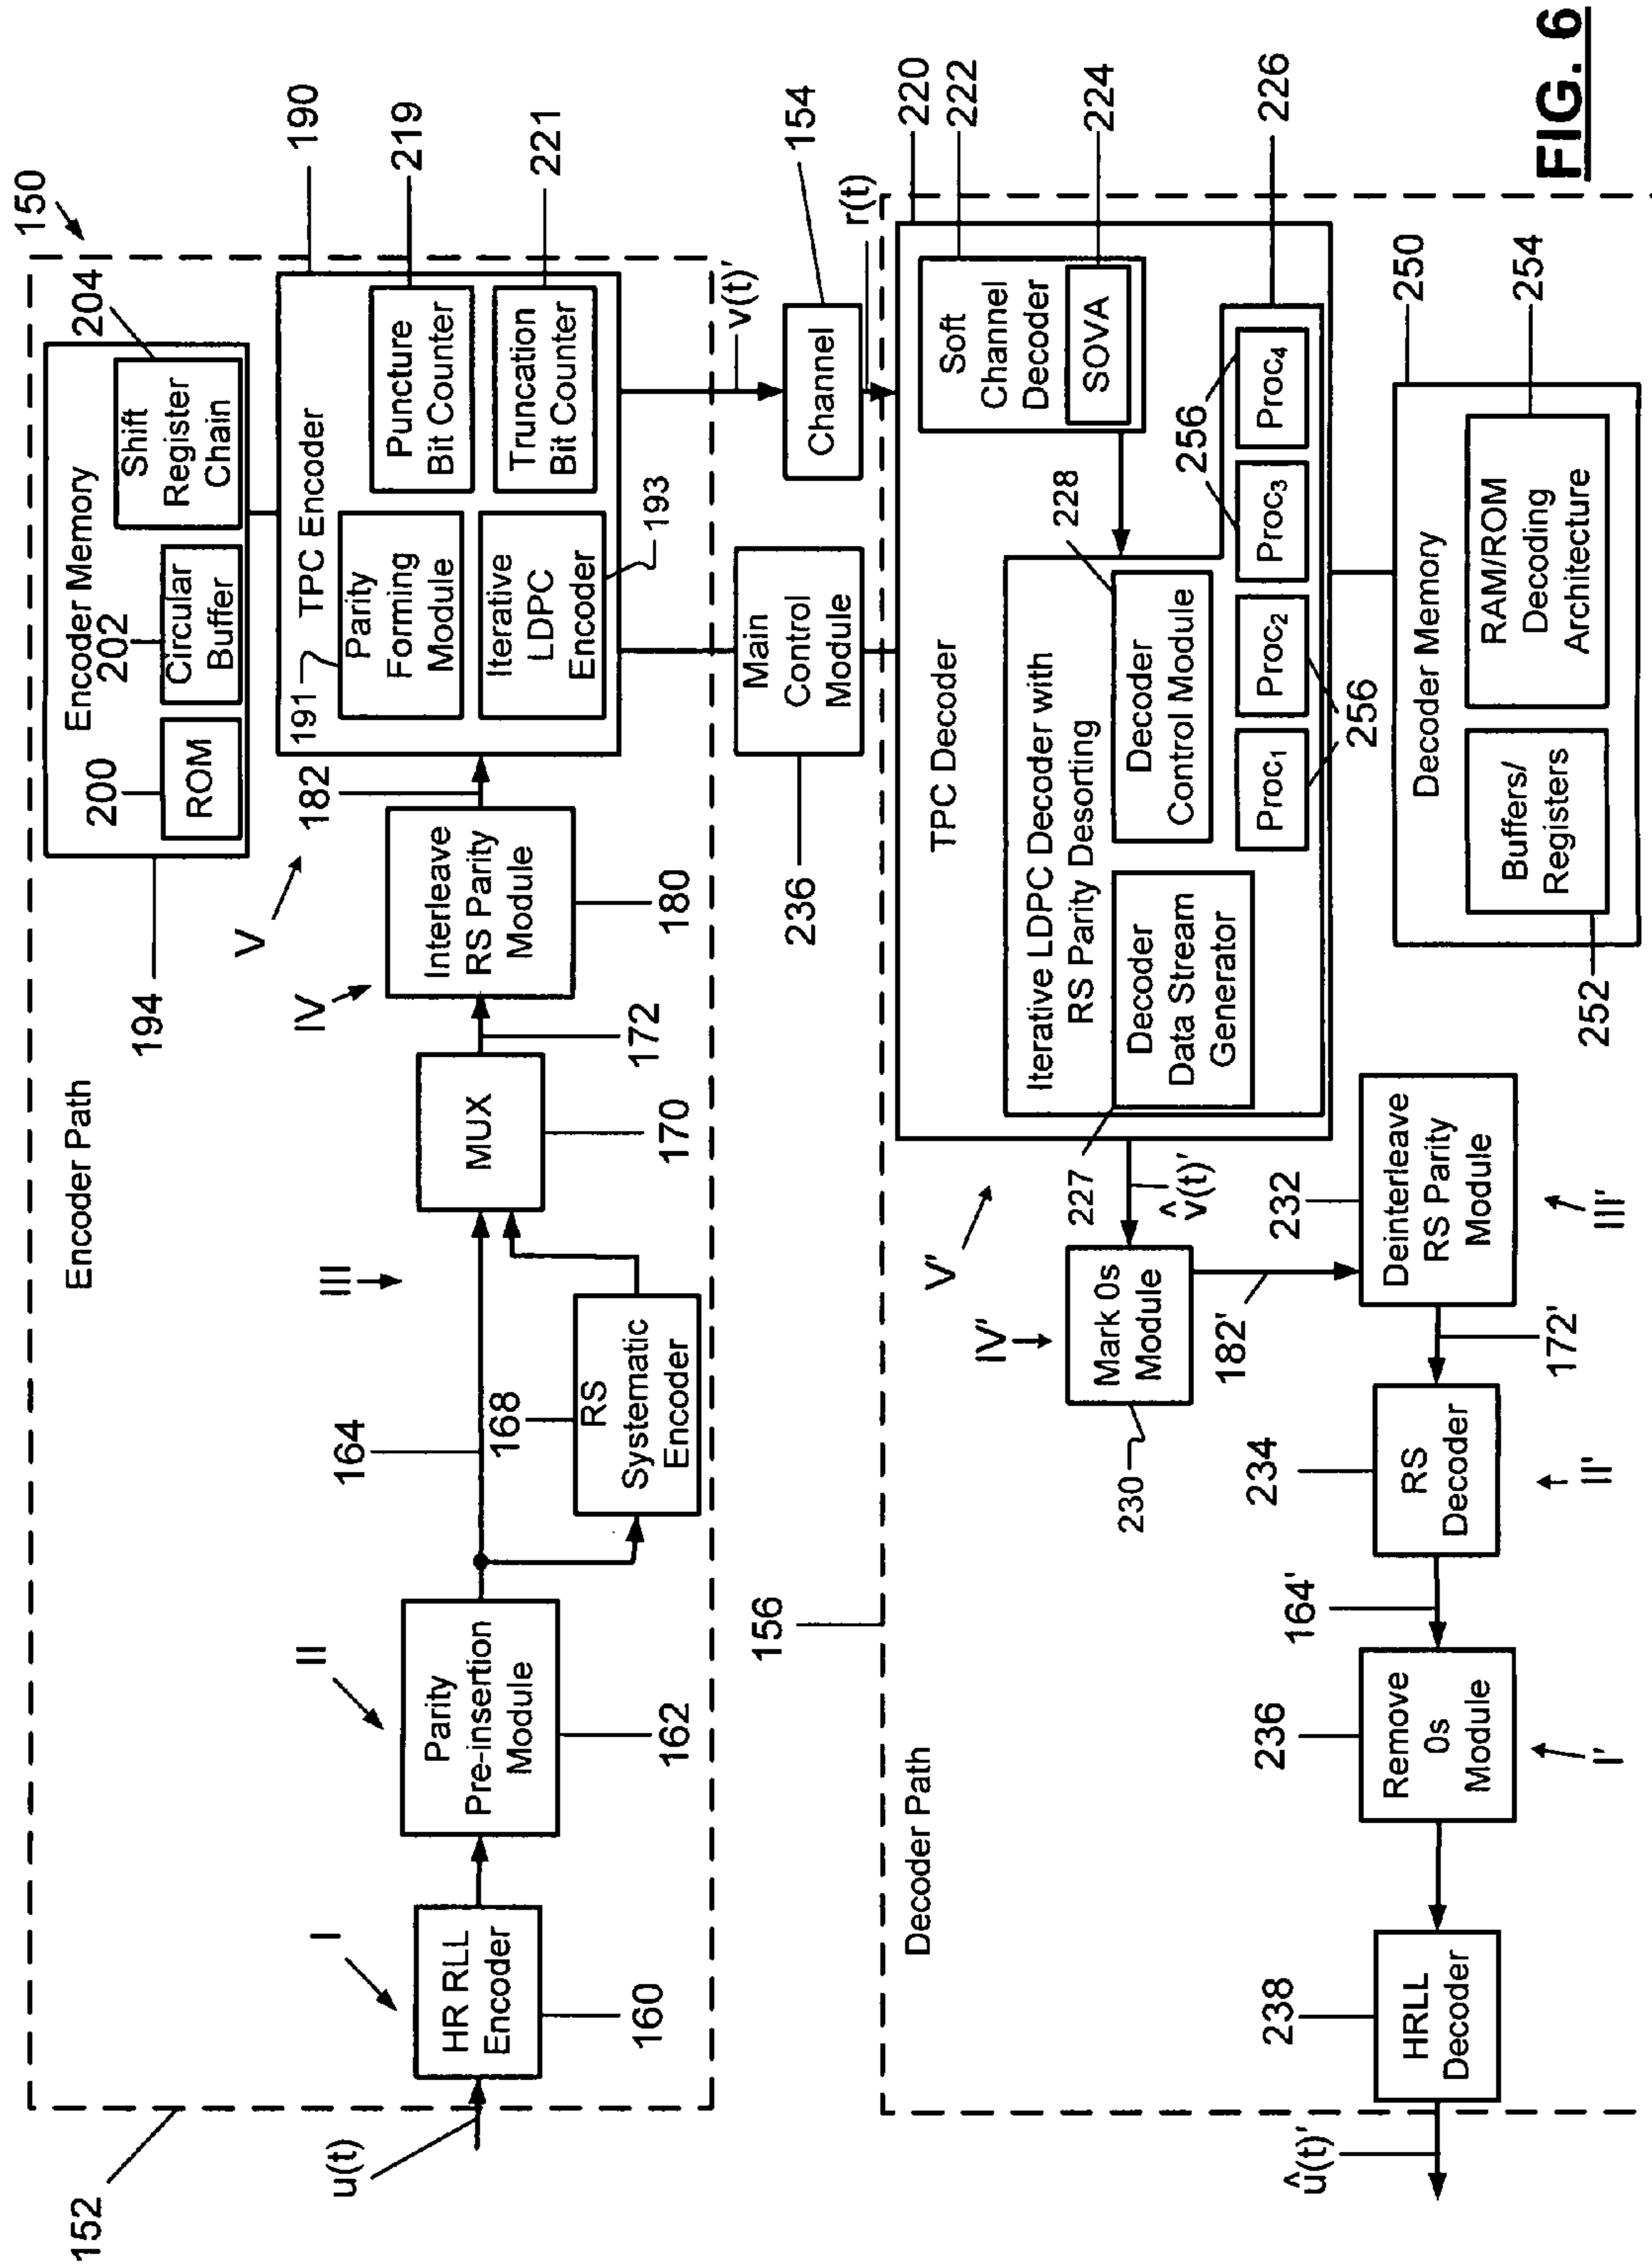 150
152
Encoder Path
194
Encoder Memory
200
ROM
202
Circular
Buffer
204
Shift
Register
Chain
190
TPC Encoder
191
Parity
Forming
Module
Puncture
Bit Counter
219
Iterative
LDPC
Encoder
193
Truncation
Bit Counter
221
u(t)
I
HR RLL
Encoder
160
II
Parity
Pre-insertion
Module
162
164
168
RS
Systematic
Encoder
III
MUX
170
172
IV
Interleave
RS Parity
Module
180
V
182
v(t)'
Main
Control
Module
236
Channel
154
r(t)
156
Decoder Path
220
TPC Decoder
222
Soft
Channel
Decoder
SOVA
224
Iterative LDPC Decoder with
RS Parity Desorting
228
Decoder
Data Stream
Generator
227
Decoder
Control Module
226
256
Proc1
Proc2
Proc3
Proc4
256
V'
v̂(t)'
IV'
Mark 0s
Module
230
182'
232
Deinterleave
RS Parity
Module
III'
172'
234
RS
Decoder
II'
164'
236
Remove
0s
Module
I'
238
HRLL
Decoder
û(t)'
250
Decoder Memory
252
Buffers/
Registers
RAM/ROM
Decoding
Architecture
254
FIG. 6